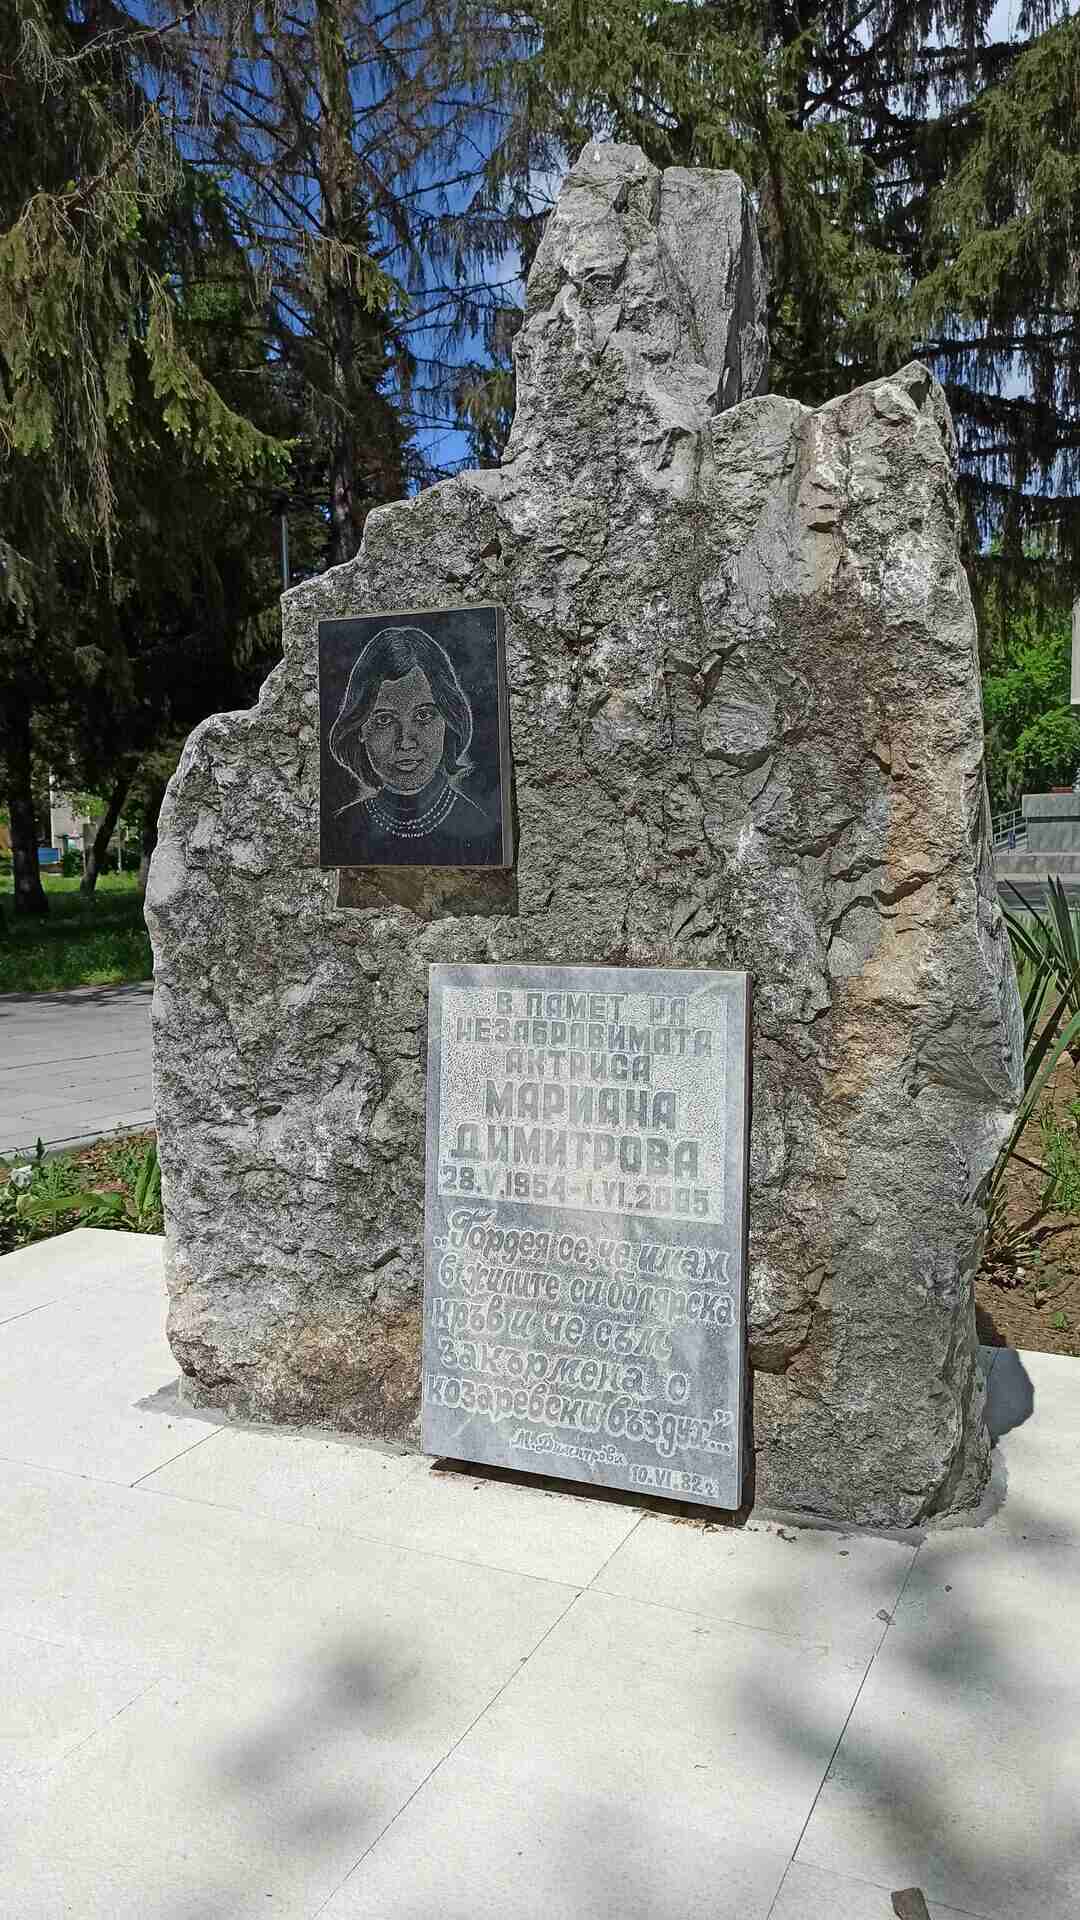 В ПАМЕТ НА
НЕЗАБРАВИМАТА
АКТРИСА
МАРИАНА
ДИМИТРОВА
28.V.1954-1.VI.2005
„Гордея се, че имам
в жилите си болярска
кръв и че съм
закърмена с
козаревски въздух"...
М. Димитрова
10.VI.82 г.